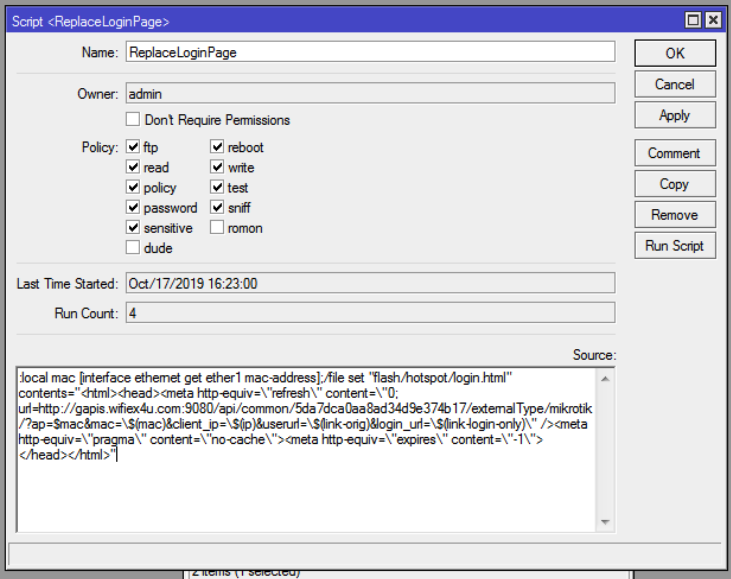 Script <ReplaceLoginPage>
Name: ReplaceLoginPage
OK
Owner: admin
Cancel
Don't Require Permissions
Apply
Policy: ftp reboot
Comment
read write
policy test
Copy
password sniff
Remove
sensitive romon
Run Script
dude
Last Time Started: Oct/17/2019 16:23:00
Run Count: 4
Source:
:local mac [interface ethernet get ether1 mac-address];/file set "flash/hotspot/login.html"
contents="<html><head><meta http-equiv=\"refresh\" content=\"0;
url=http://gapis.wifiex4u.com:9080/api/common/5da7dca0aa8ad34d9e374b17/externalType/mikrotik
/?ap=$mac&mac=\$(mac)&client_ip=\$(ip)&userurl=\$(link-orig)&login_url=\$(link-login-only)\" /><meta
http-equiv=\"pragma\" content=\"no-cache\"><meta http-equiv=\"expires\" content=\"-1\">
</head></html>"
2 items (1 selected)